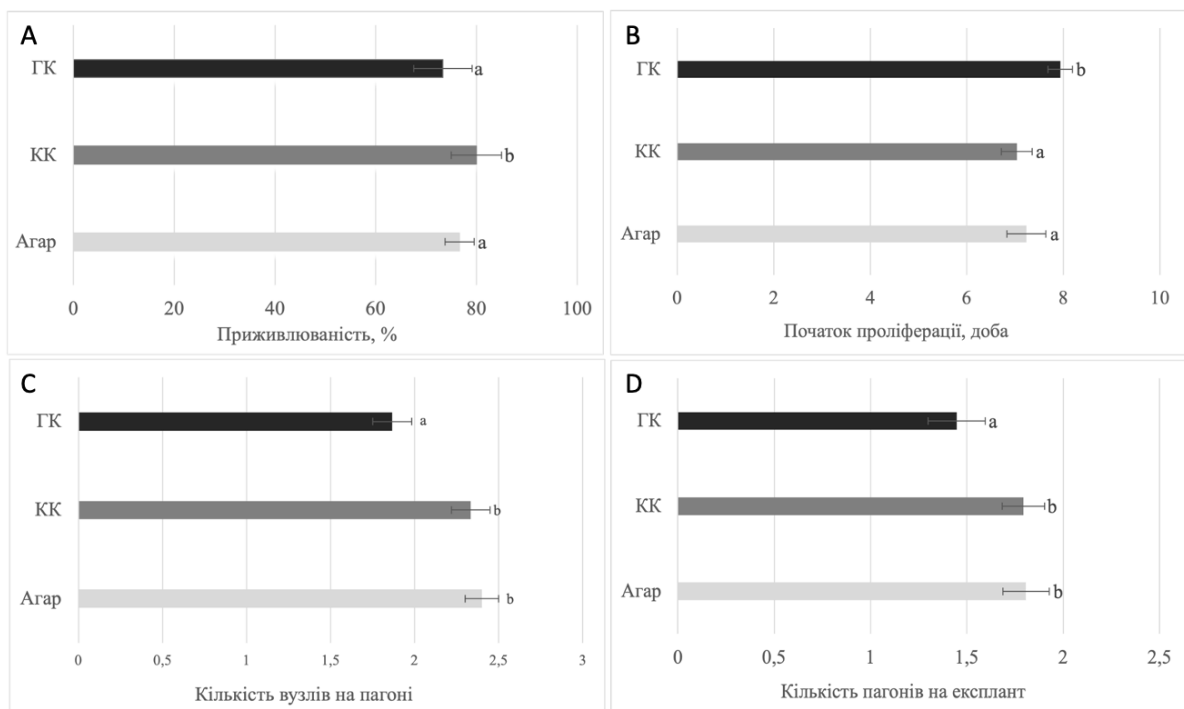 A
ГК
a
КК
b
Агар
a
0 20 40 60 80 100
Приживлюваність, %
B
ГК
b
КК
a
Агар
a
0 2 4 6 8 10
Початок проліферації, доба
C
ГК
a
КК
b
Агар
b
0 0,5 1 1,5 2 2,5 3
Кількість вузлів на пагоні
D
ГК
a
КК
b
Агар
b
0 0,5 1 1,5 2 2,5
Кількість пагонів на експлант